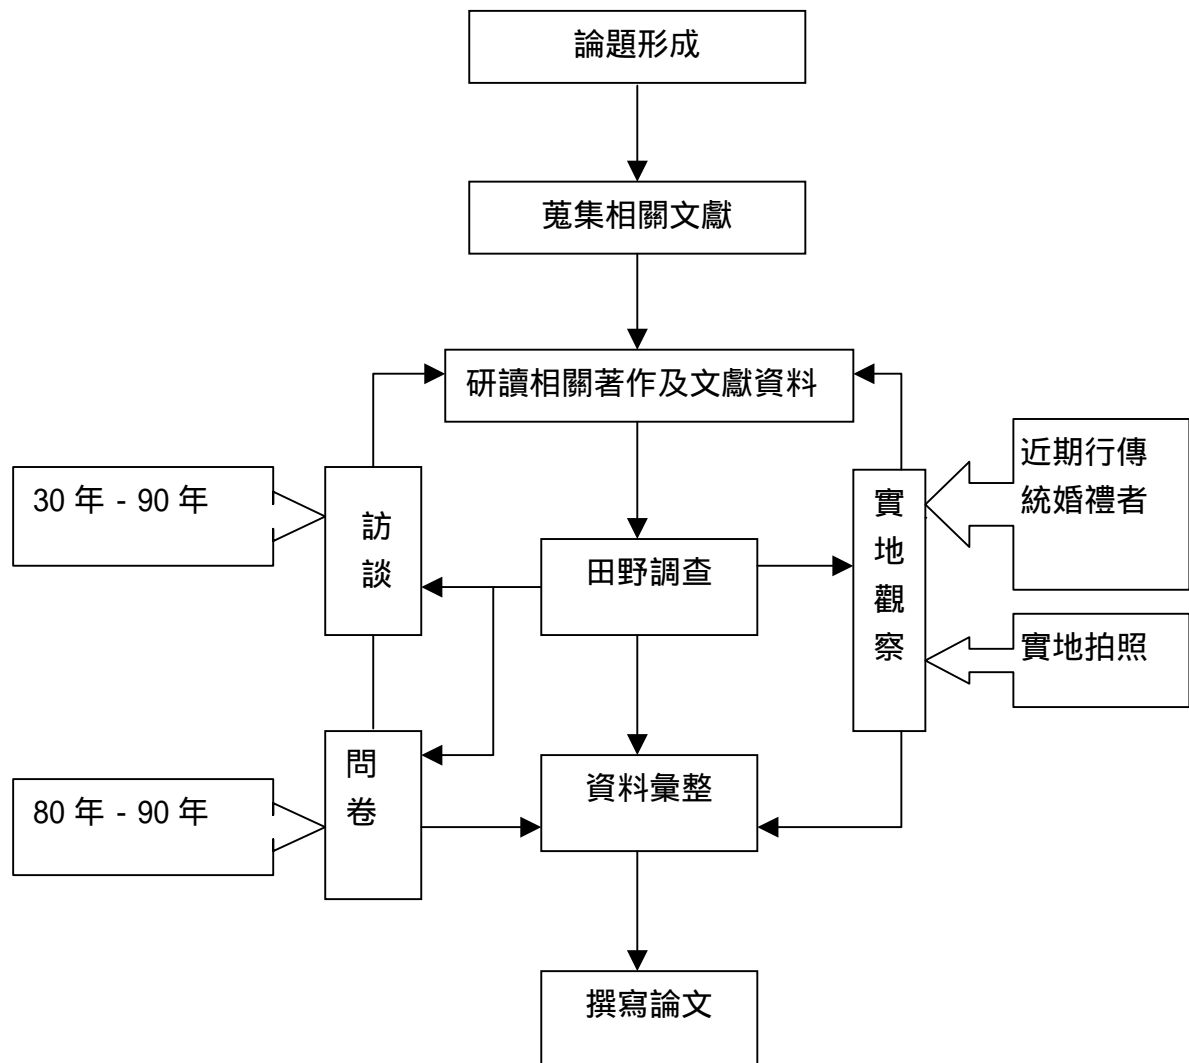 論題形成
蒐集相關文獻
研讀相關著作及文獻資料
30 年 - 90 年
訪談
田野調查
實地觀察
近期行傳
統婚禮者
實地拍照
80 年 - 90 年
問卷
資料彙整
撰寫論文